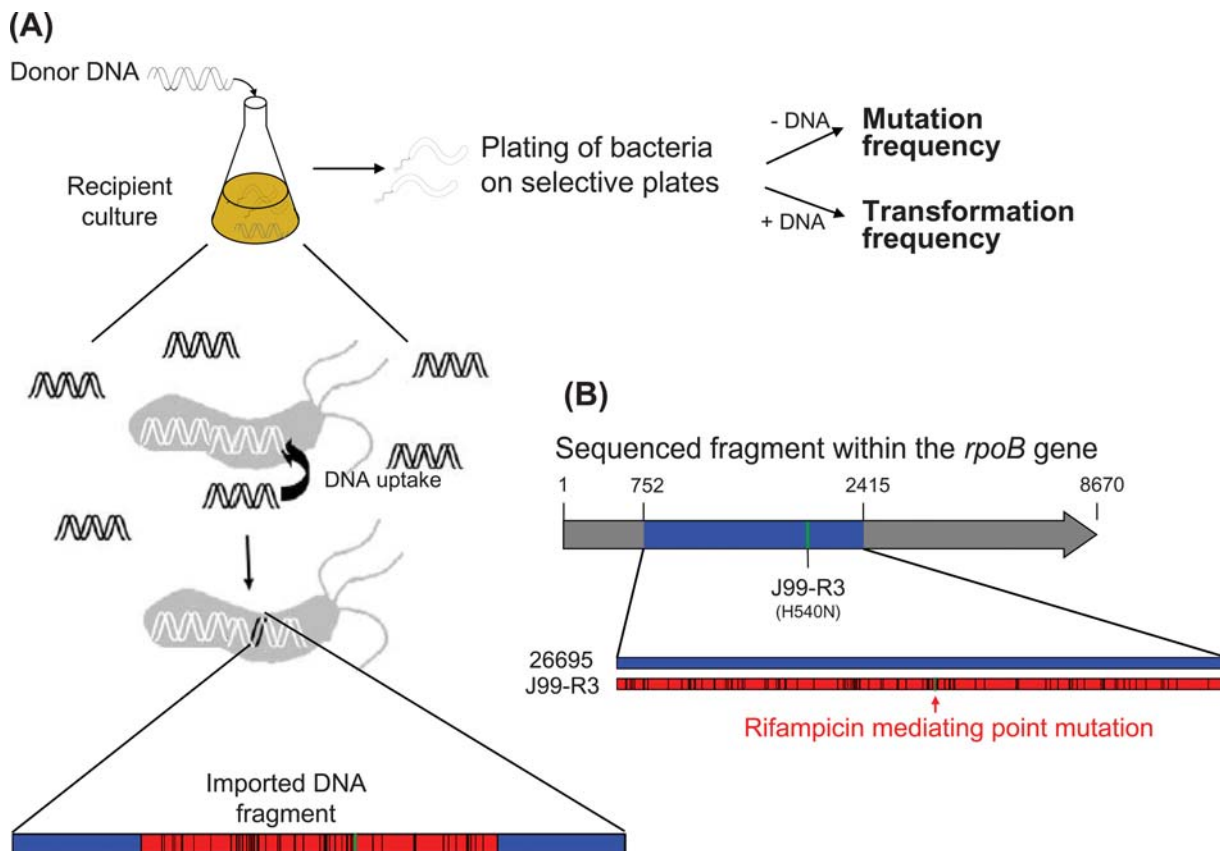 (A)
Donor DNA
Recipient
culture
Plating of bacteria
on selective plates
- DNA
Mutation
frequency
+ DNA
Transformation
frequency
DNA uptake
Imported DNA
fragment
(B)
Sequenced fragment within the rpoB gene
1 752 2415 8670
J99-R3
(H540N)
26695
J99-R3
Rifampicin mediating point mutation